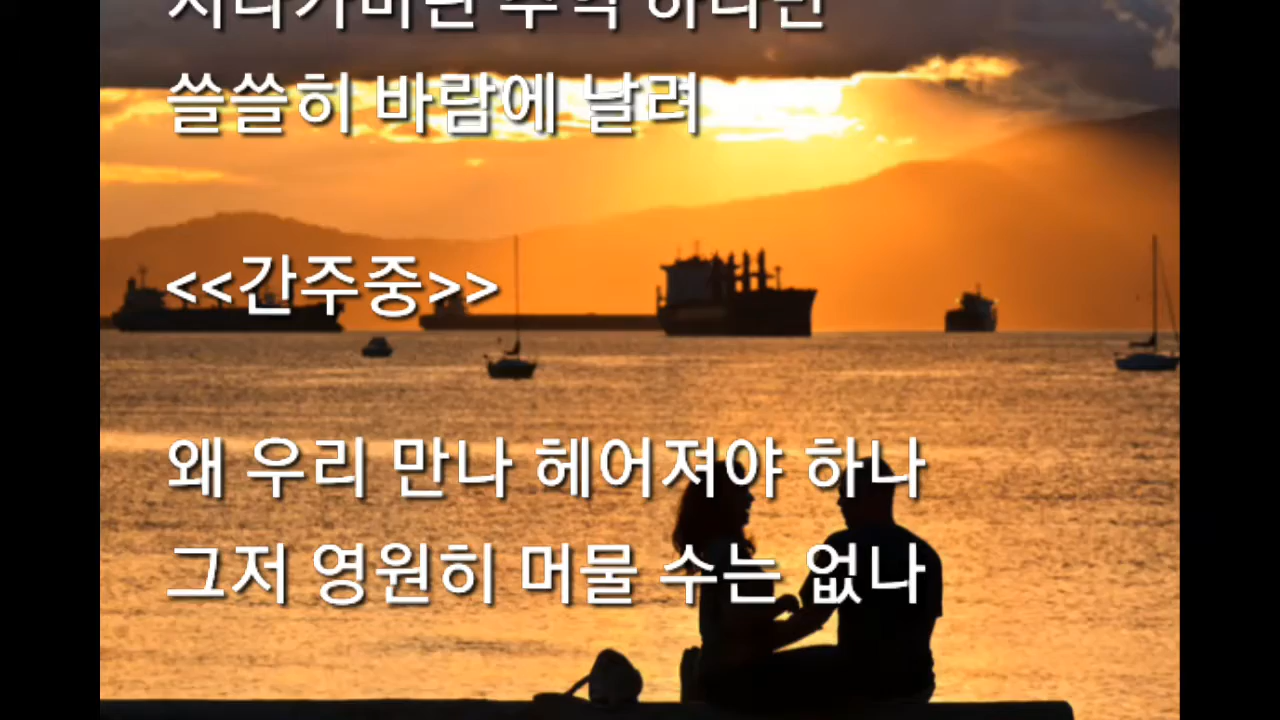 쓸쓸히 바람에 날려
<<간주중>>
왜 우리 만나 헤어져야 하나
그저 영원히 머물 수는 없나